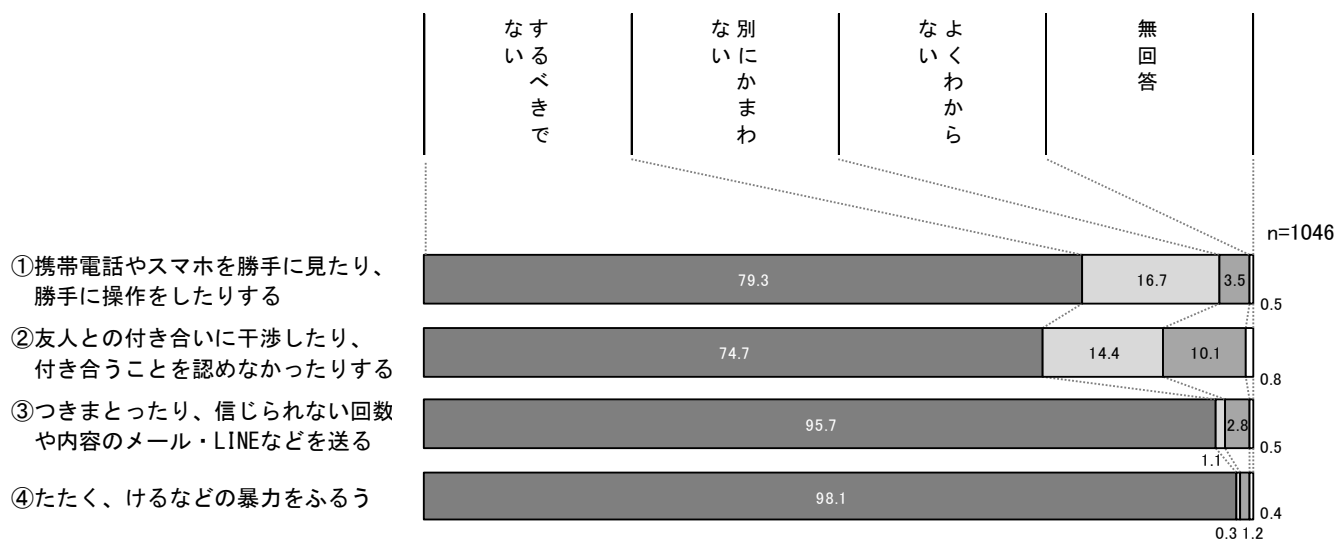 するべきで
ない
別にかまわ
ない
よくわから
ない
無回答
n=1046
①携帯電話やスマホを勝手に見たり、
勝手に操作をしたりする
79.3
16.7
3.5
0.5
②友人との付き合いに干渉したり、
付き合うことを認めなかったりする
74.7
14.4
10.1
0.8
③つきまとったり、信じられない回数
や内容のメール・LINEなどを送る
95.7
1.1
2.8
0.5
④たたく、けるなどの暴力をふるう
98.1
0.3
1.2
0.4